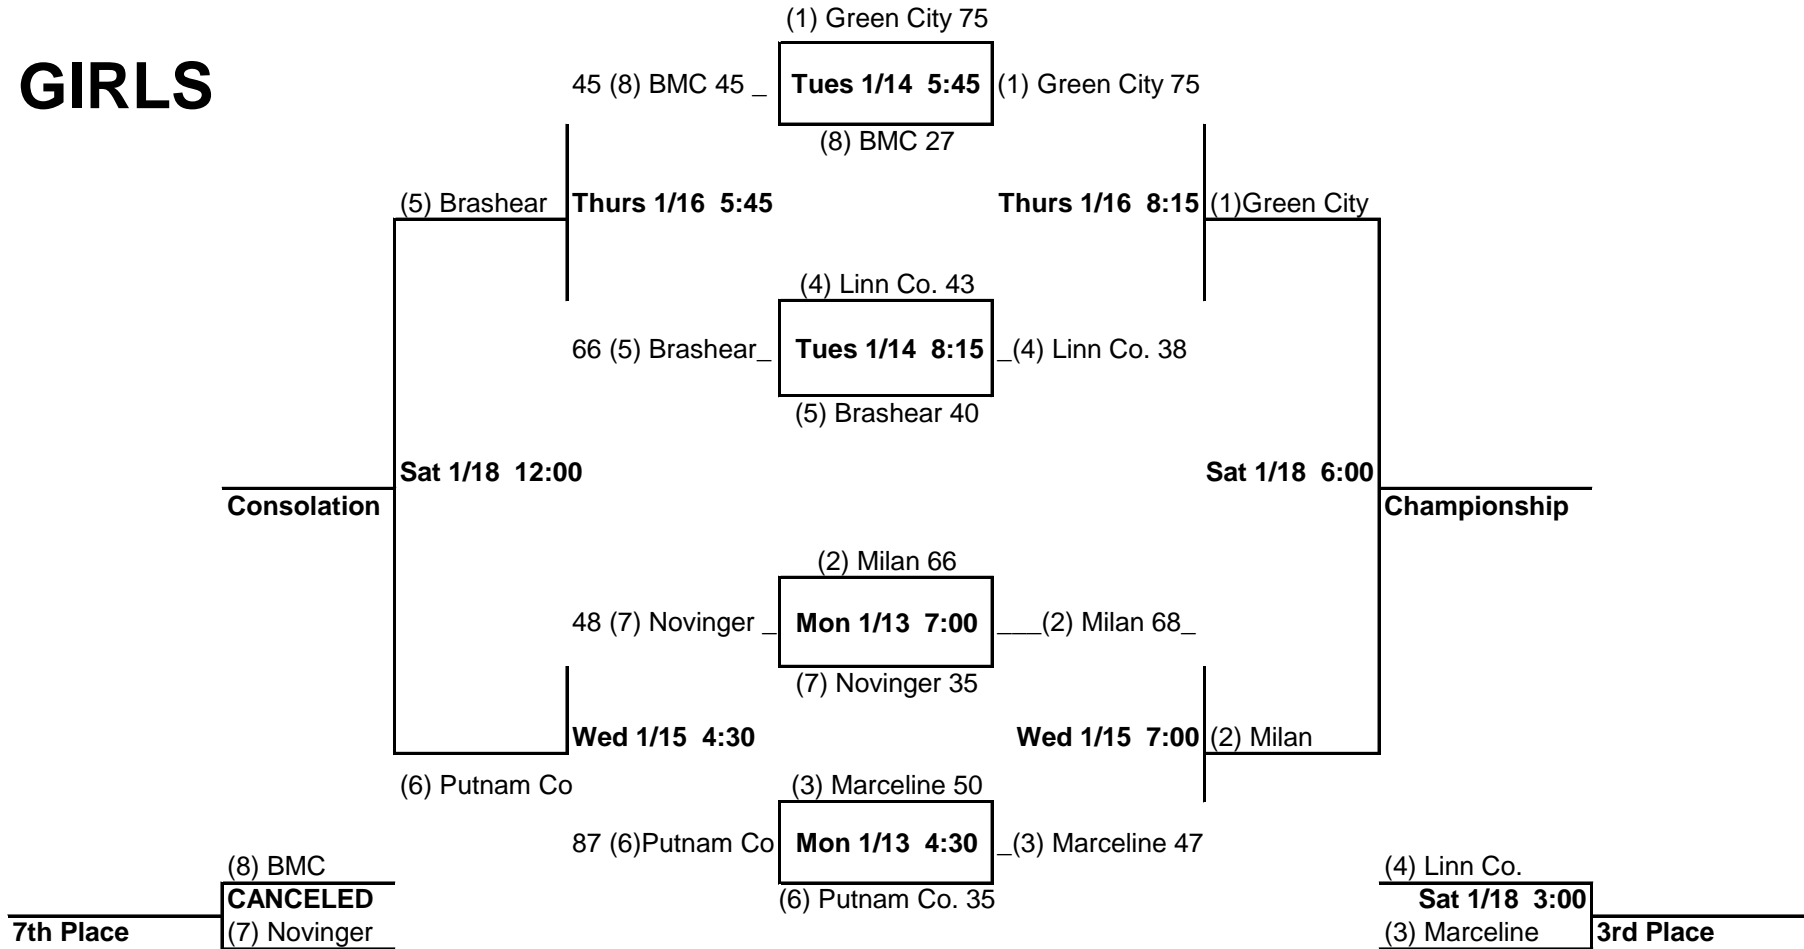 (1) Green City 75
GIRLS
45 (8) BMC 45 _ Tues 1/14 5:45 (1) Green City 75
(8) BMC 27
(5) Brashear Thurs 1/16 5:45 Thurs 1/16 8:15 (1)Green City
(4) Linn Co. 43
66 (5) Brashear_ Tues 1/14 8:15 _(4) Linn Co. 38
(5) Brashear 40
Sat 1/18 12:00 Sat 1/18 6:00
Consolation Championship
(2) Milan 66
48 (7) Novinger _ Mon 1/13 7:00 ___(2) Milan 68_
(7) Novinger 35
Wed 1/15 4:30 Wed 1/15 7:00 (2) Milan
(6) Putnam Co (3) Marceline 50
87 (6)Putnam Co Mon 1/13 4:30 _(3) Marceline 47
(8) BMC (4) Linn Co.
CANCELED (6) Putnam Co. 35 Sat 1/18 3:00
7th Place (7) Novinger (3) Marceline 3rd Place